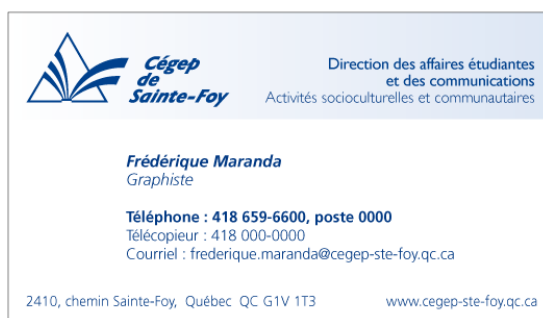 Cégep
de
Sainte-Foy
Direction des affaires étudiantes
et des communications
Activités socioculturelles et communautaires
Frédérique Maranda
Graphiste
Téléphone : 418 659-6600, poste 0000
Télécopieur : 418 000-0000
Courriel : frederique.maranda@cegep-ste-foy.qc.ca
2410, chemin Sainte-Foy, Québec QC G1V 1T3 www.cegep-ste-foy.qc.ca